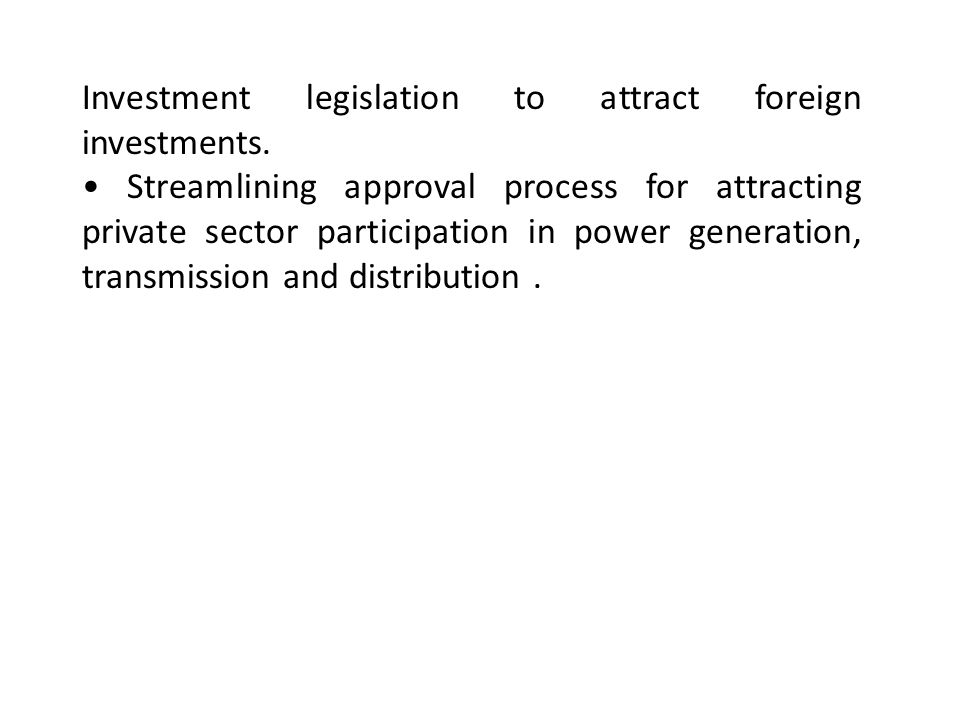 Investment legislation to attract foreign
investments.
• Streamlining approval process for attracting
private sector participation in power generation,
transmission and distribution .